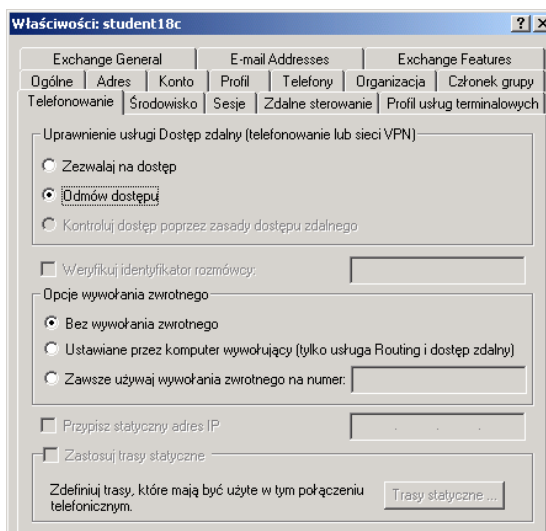 Właściwości: student18c
Exchange General E-mail Addresses Exchange Features
Ogólne Adres Konto Profil Telefony Organizacja Członek grupy
Telefonowanie Środowisko Sesje Zdalne sterowanie Profil usług terminalowych
Uprawnienie usługi Dostęp zdalny (telefonowanie lub sieci VPN)
Zezwalaj na dostęp
Odmów dostępu
Kontroluj dostęp poprzez zasady dostępu zdalnego
Weryfikuj identyfikator rozmówcy:
Opcje wywołania zwrotnego
Bez wywołania zwrotnego
Ustawiane przez komputer wywołujący (tylko usługa Routing i dostęp zdalny)
Zawsze używaj wywołania zwrotnego na numer:
Przypisz statyczny adres IP
Zastosuj trasy statyczne
Zdefiniuj trasy, które mają być użyte w tym połączeniu
telefonicznym.
Trasy statyczne ...